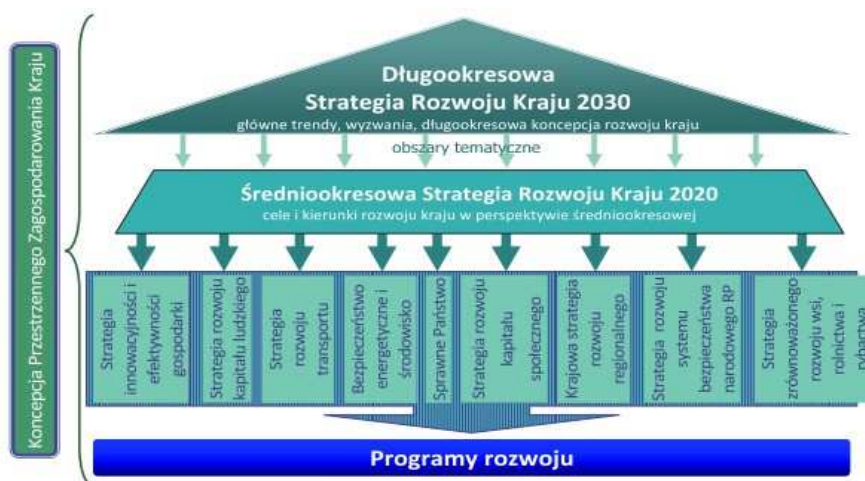 Koncepcja Przestrzennego Zagospodarowania Kraju
Długookresowa
Strategia Rozwoju Kraju 2030
główne trendy, wyzwania, długookresowa koncepcja rozwoju kraju
obszary tematyczne
Średniookresowa Strategia Rozwoju Kraju 2020
cele i kierunki rozwoju kraju w perspektywie średniookresowej
Strategia
innowacyjności i
efektywności
gospodarki
Strategia rozwoju
kapitału ludzkiego
Strategia
rozwoju
transportu
Bezpieczeństwo
energetyczne i
środowisko
Sprawne Państwo
Strategia rozwoju
kapitału
społecznego
Krajowa strategia
rozwoju
regionalnego
Strategia rozwoju
systemu
bezpieczeństwa
narodowego RP
Strategia
zrównoważonego
rozwoju wsi,
rolnictwa i
Programy rozwoju